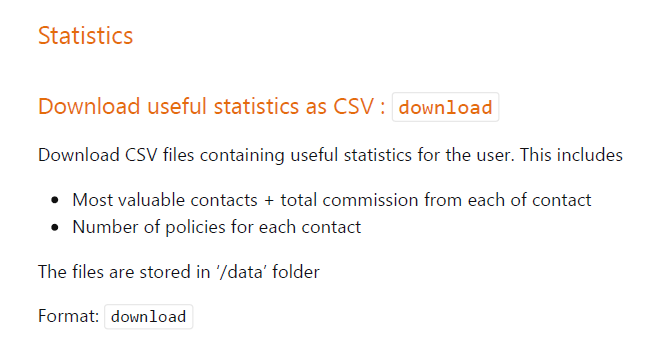 Statistics
Download useful statistics as CSV : download
Download CSV files containing useful statistics for the user. This includes
• Most valuable contacts + total commission from each of contact
• Number of policies for each contact
The files are stored in ‘/data’ folder
Format: download